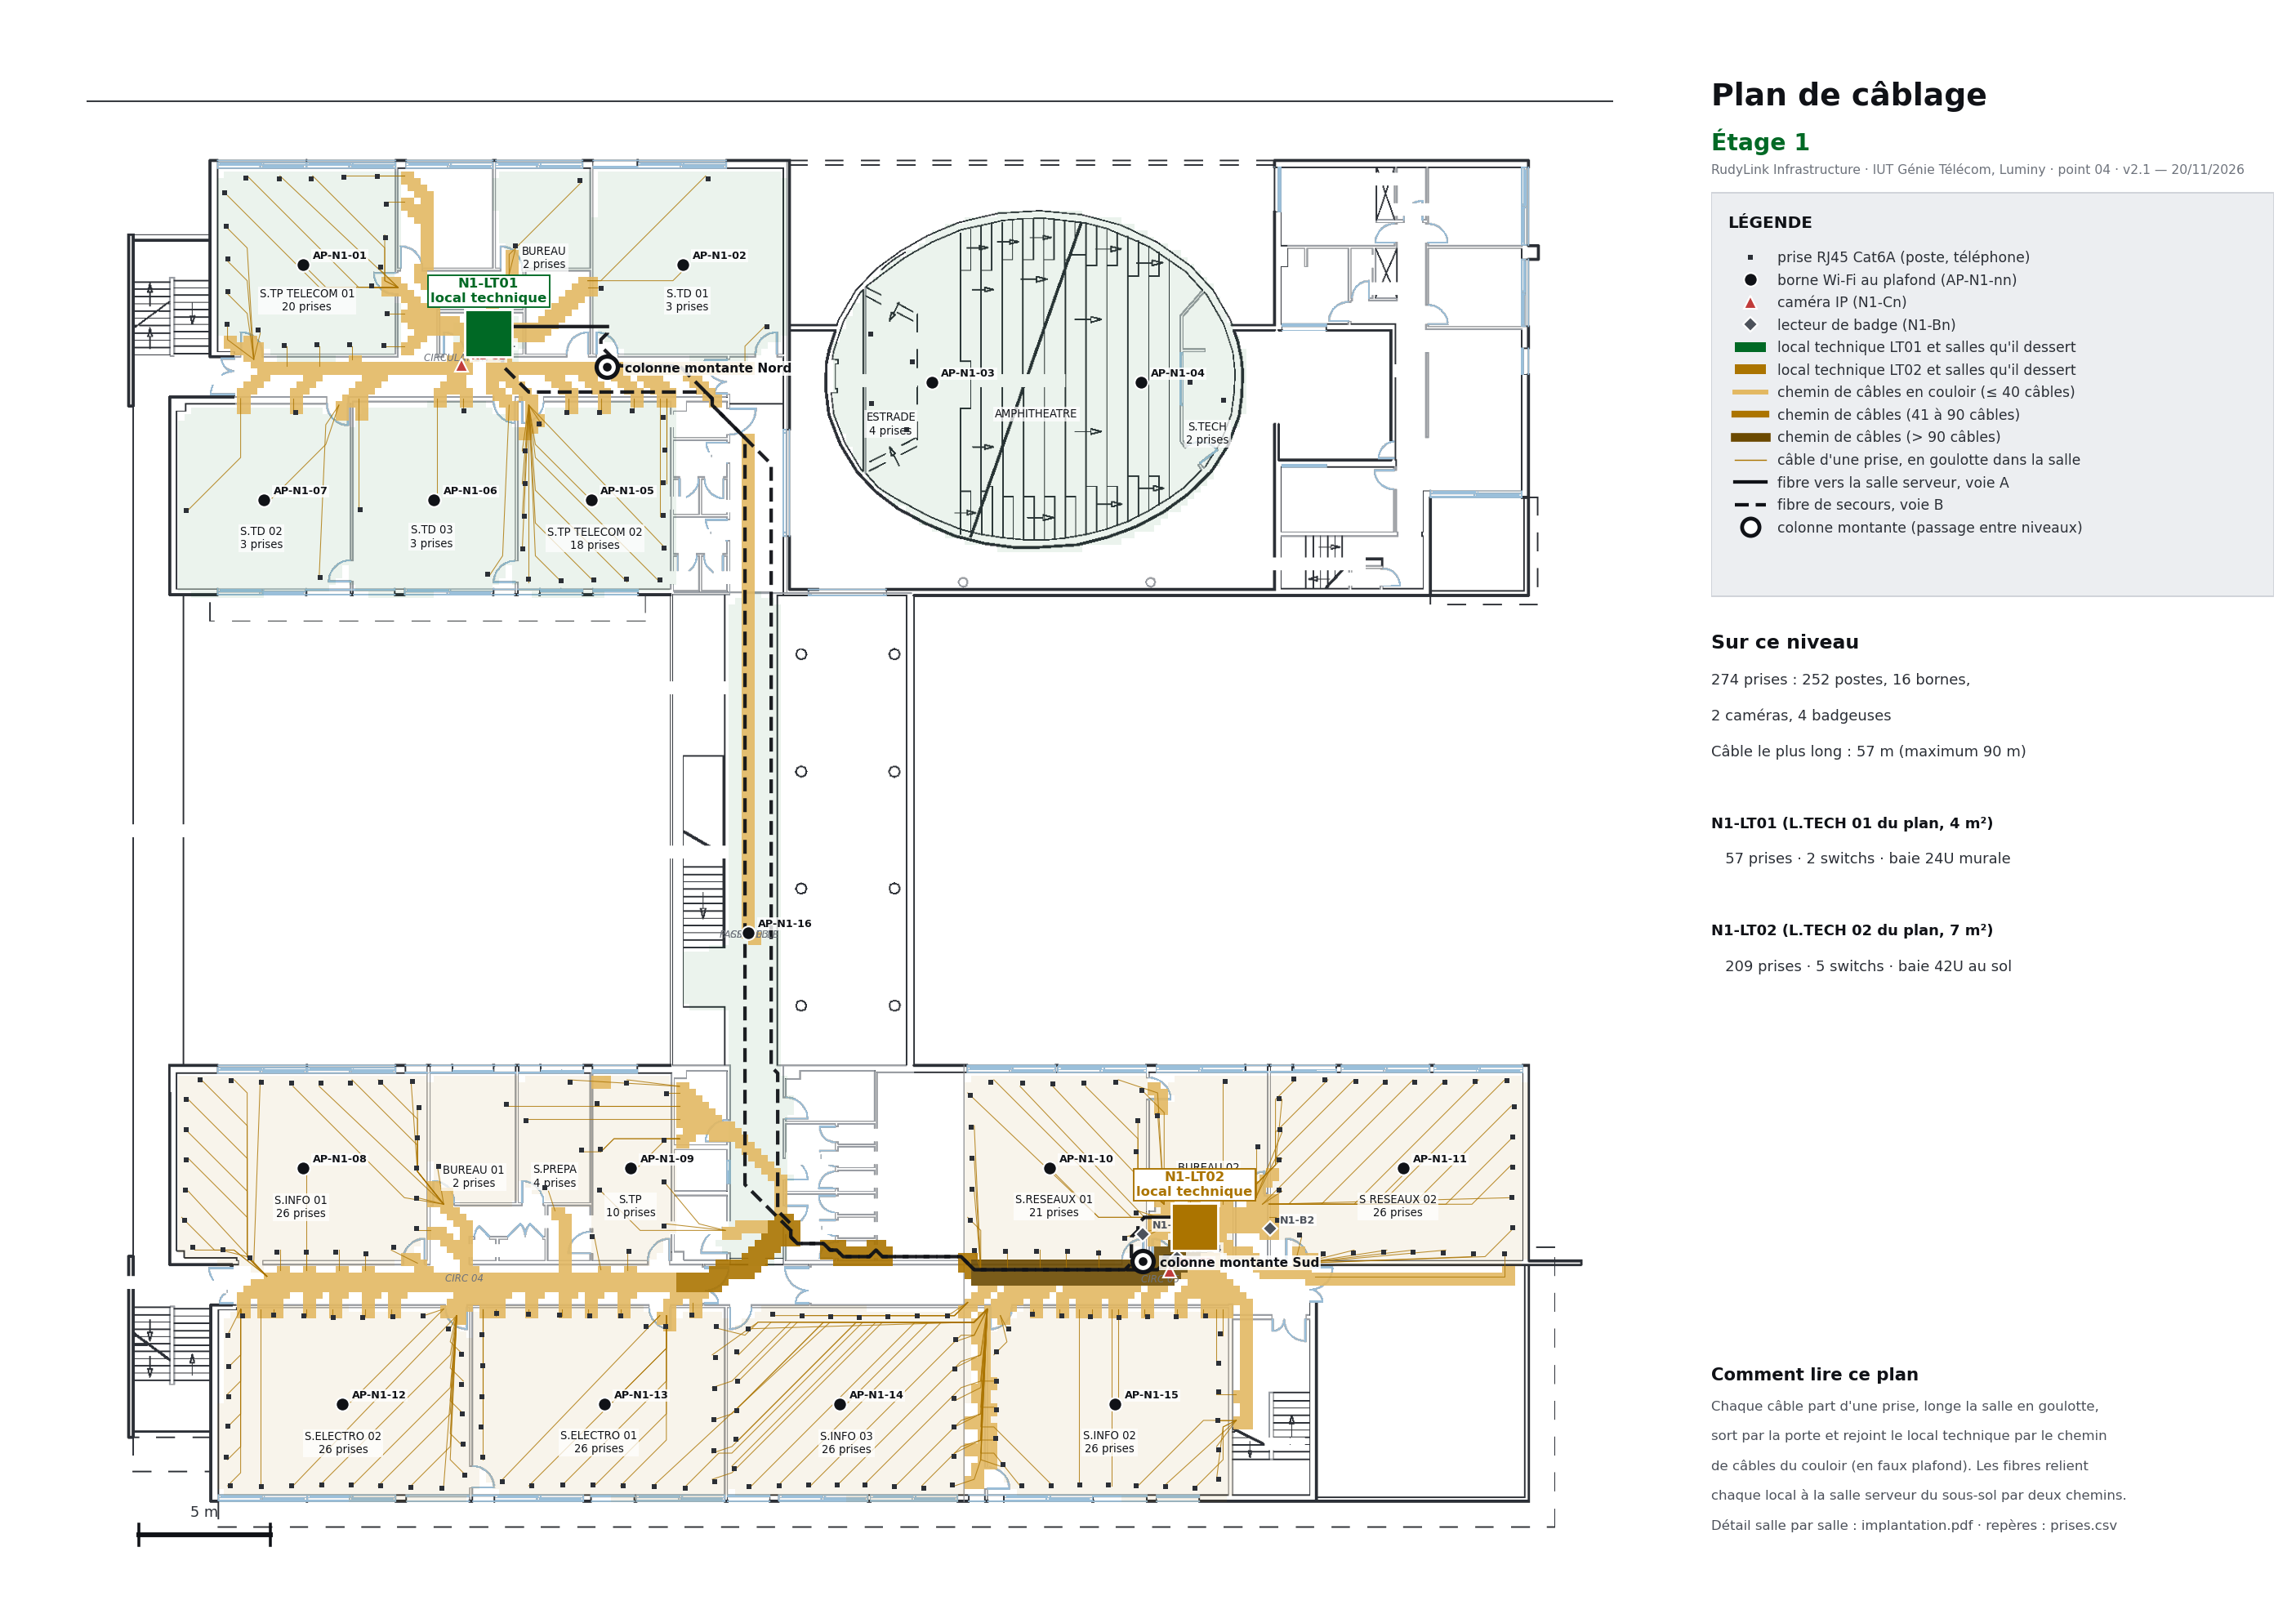 Plan de câblage
Étage 1
RudyLink Infrastructure · IUT Génie Télécom, Luminy · point 04 · v2.1 — 20/11/2026
LÉGENDE
prise RJ45 Cat6A (poste, téléphone)
borne Wi-Fi au plafond (AP-N1-nn)
caméra IP (N1-Cn)
lecteur de badge (N1-Bn)
local technique LT01 et salles qu'il dessert
local technique LT02 et salles qu'il dessert
chemin de câbles en couloir (≤ 40 câbles)
chemin de câbles (41 à 90 câbles)
chemin de câbles (> 90 câbles)
câble d'une prise, en goulotte dans la salle
fibre vers la salle serveur, voie A
fibre de secours, voie B
colonne montante (passage entre niveaux)
Sur ce niveau
274 prises : 252 postes, 16 bornes,
2 caméras, 4 badgeuses
Câble le plus long : 57 m (maximum 90 m)
N1-LT01 (L.TECH 01 du plan, 4 m²)
57 prises · 2 switchs · baie 24U murale
N1-LT02 (L.TECH 02 du plan, 7 m²)
209 prises · 5 switchs · baie 42U au sol
Comment lire ce plan
Chaque câble part d'une prise, longe la salle en goulotte,
sort par la porte et rejoint le local technique par le chemin
de câbles du couloir (en faux plafond). Les fibres relient
chaque local à la salle serveur du sous-sol par deux chemins.
Détail salle par salle : implantation.pdf · repères : prises.csv
AP-N1-01
S.TP TELECOM 01
20 prises
BUREAU
2 prises
N1-LT01
local technique
AP-N1-02
S.TD 01
3 prises
colonne montante Nord
AP-N1-03
AP-N1-04
ESTRADE
4 prises
AMPHITHEATRE
S.TECH
2 prises
AP-N1-07
S.TD 02
3 prises
AP-N1-06
S.TD 03
3 prises
AP-N1-05
S.TP TELECOM 02
18 prises
AP-N1-16
AP-N1-08
S.INFO 01
26 prises
BUREAU 01
2 prises
S.PREPA
4 prises
AP-N1-09
S.TP
10 prises
AP-N1-10
S.RESEAUX 01
21 prises
BUREAU 02
N1-LT02
local technique
AP-N1-11
S RESEAUX 02
26 prises
N1-
N1-B2
colonne montante Sud
CIRC 04
AP-N1-12
S.ELECTRO 02
26 prises
AP-N1-13
S.ELECTRO 01
26 prises
AP-N1-14
S.INFO 03
26 prises
AP-N1-15
S.INFO 02
26 prises
5 m